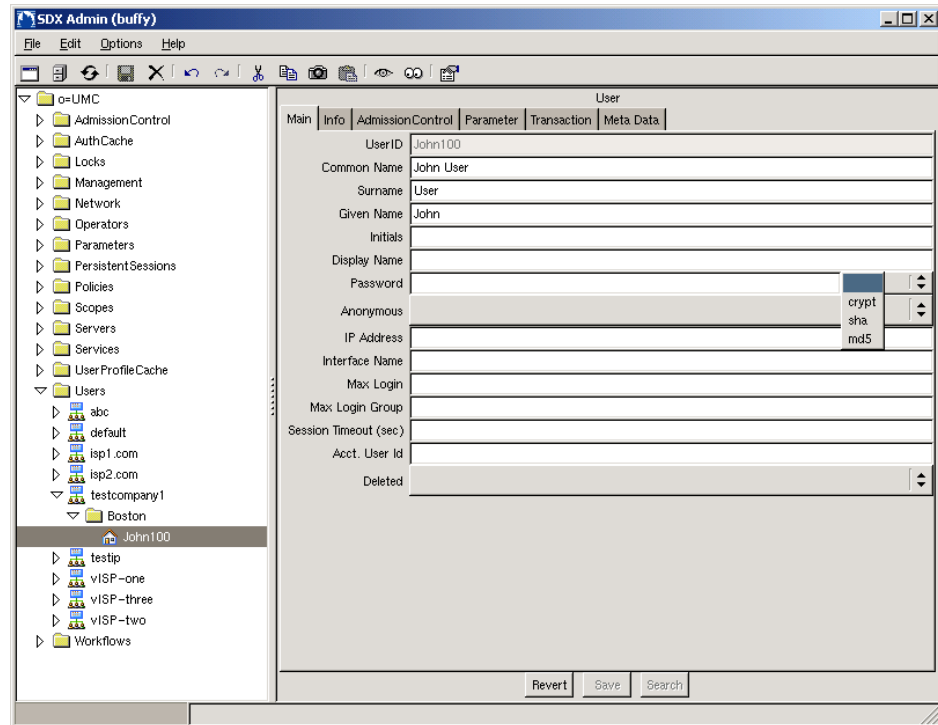 SDX Admin (buffy)
File Edit Options Help
o=UMC
AdmissionControl
AuthCache
Locks
Management
Network
Operators
Parameters
PersistentSessions
Policies
Scopes
Servers
Services
UserProfileCache
Users
abc
default
isp1.com
isp2.com
testcompany1
Boston
John100
testip
vISP-one
vISP-three
vISP-two
Workflows
User
Main Info AdmissionControl Parameter Transaction Meta Data
UserID John100
Common Name John User
Surname User
Given Name John
Initials
Display Name
Password
crypt
sha
md5
Anonymous
IP Address
Interface Name
Max Login
Max Login Group
Session Timeout (sec)
Acct. User Id
Deleted
Revert Save Search